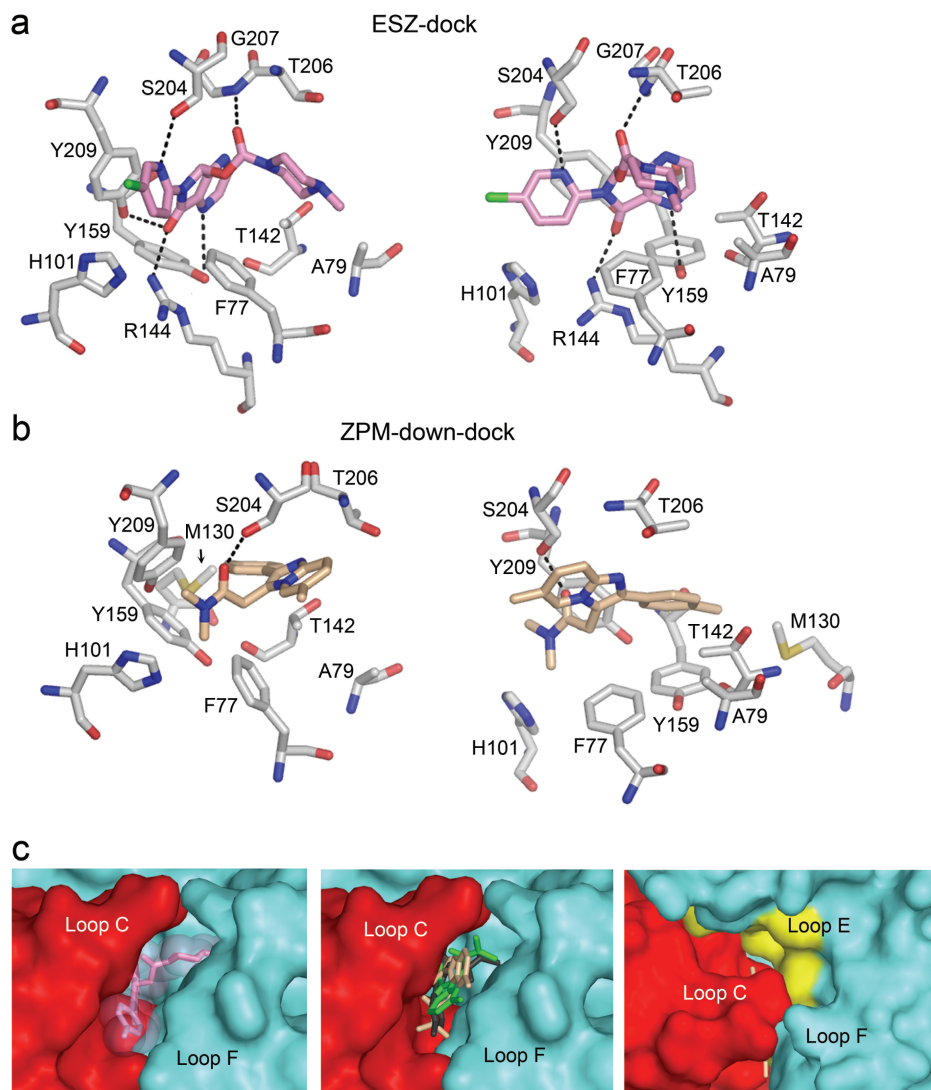 a
ESZ-dock
G207
T206
S204
Y209
Y159
H101
R144
F77
T142
A79
G207
S204
T206
Y209
T142
A79
F77
Y159
H101
R144
b
ZPM-down-dock
T206
S204
Y209
M130
Y159
T142
H101
F77
A79
S204
T206
Y209
T142
M130
Y159
A79
H101
F77
c
Loop C
Loop F
Loop C
Loop F
Loop E
Loop C
Loop F